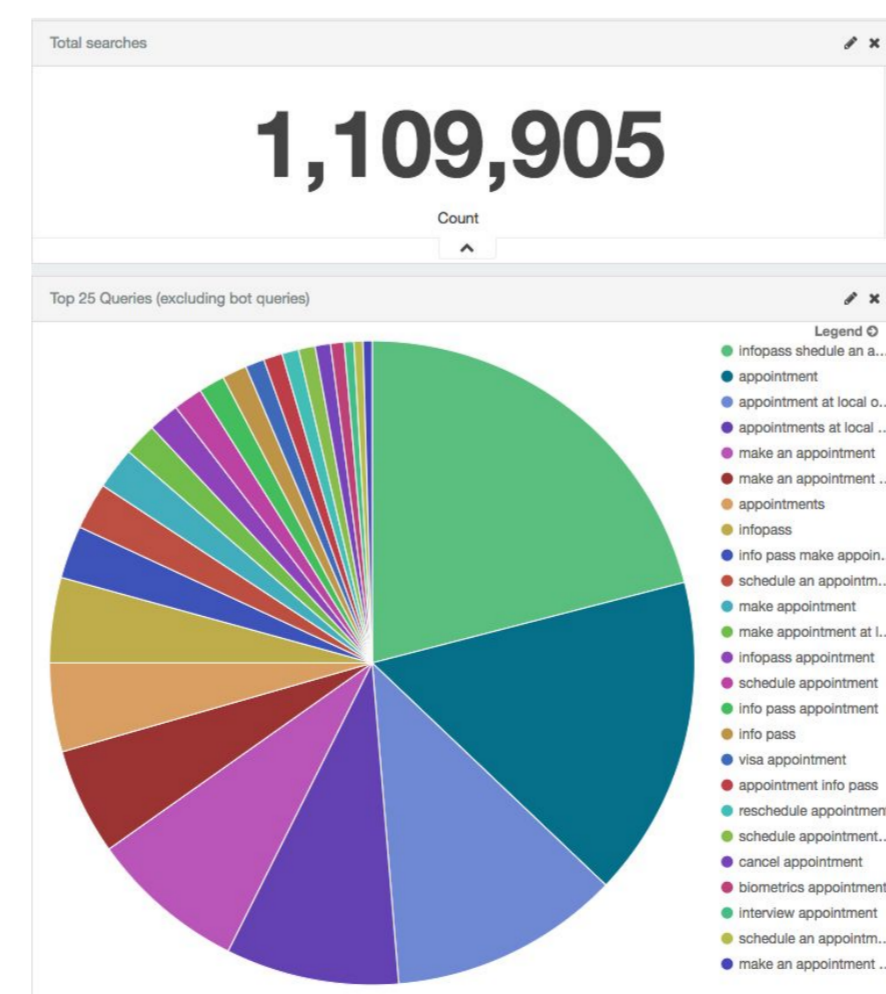 Total searches
1,109,905
Count
Top 25 Queries (excluding bot queries)
Legend
infopass shedule an a...
appointment
appointment at local o...
appointments at local ...
make an appointment
make an appointment ...
appointments
infopass
info pass make appoin..
schedule an appointm...
make appointment
make appointment at l...
infopass appointment
schedule appointment
info pass appointment
info pass
visa appointment
appointment info pass
reschedule appointment
schedule appointment...
cancel appointment
biometrics appointment
interview appointment
schedule an appointm...
make an appointment ...